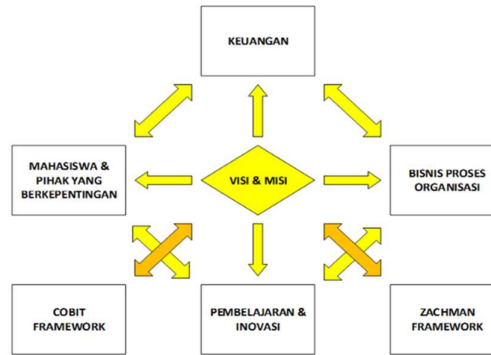 KEUANGAN
MAHASISWA &
PIHAK YANG
BERKEPENTINGAN
VISI & MISI
BISNIS PROSES
ORGANISASI
COBIT
FRAMEWORK
PEMBELAJARAN &
INOVASI
ZACHMAN
FRAMEWORK